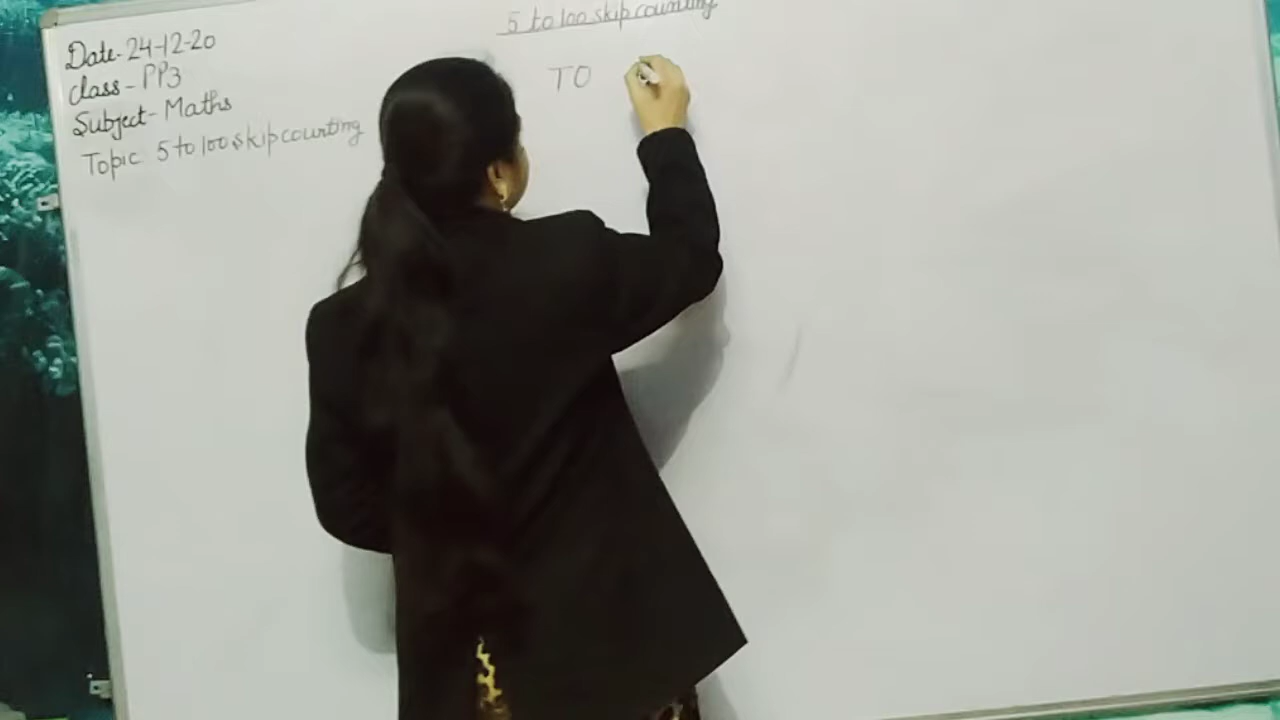 5 to 100 skip counting
Date-24-12-20
class-PP3
Subject-Maths
Topic 5 to 100 skip counting
TO